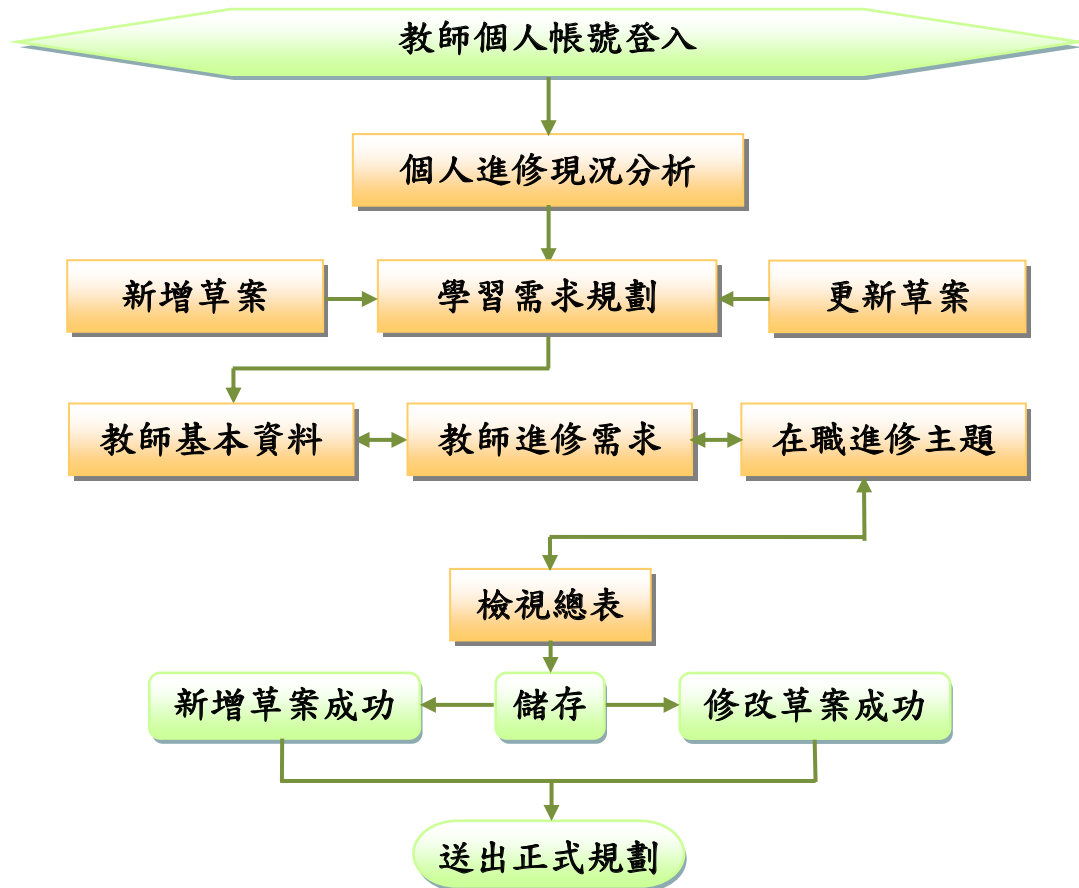 教師個人帳號登入
個人進修現況分析
新增草案
學習需求規劃
更新草案
教師基本資料
教師進修需求
在職進修主題
檢視總表
新增草案成功
儲存
修改草案成功
送出正式規劃